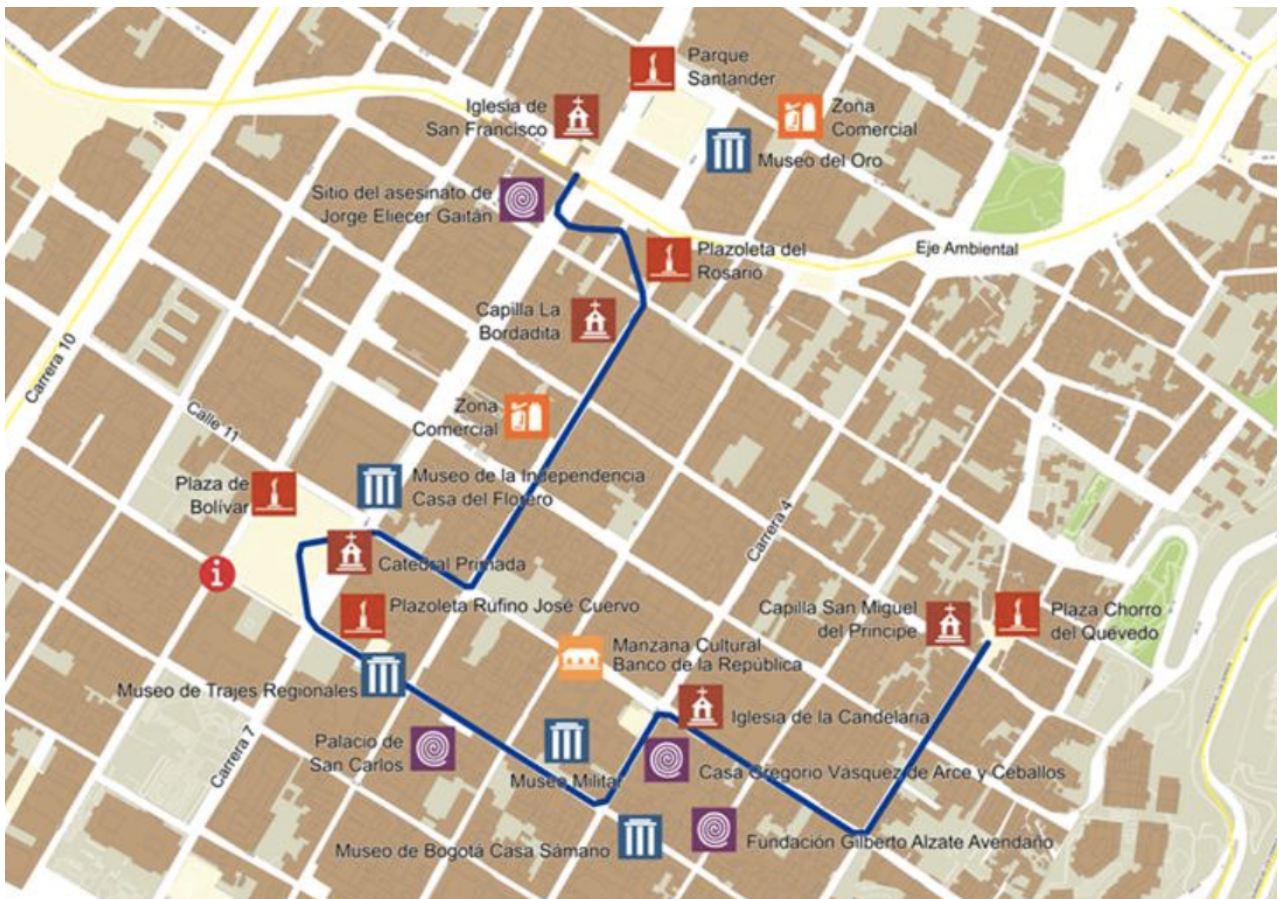 Parque
Santander
Iglesia de
San Francisco
Zona
Comercial
Museo del Oro
Sitio del asesinato de
Jorge Eliecer Gaitán
Plazoleta del
Rosarió
Eje Ambiental
Capilla La
Bordadita
Carrera 10
Zona
Comercial
Calle 11
Plaza de
Bolívar
Museo de la Independencia
Casa del Florero
Carrera 4
i
Catedral Primada
Plazoleta Rufino José Cuervo
Capilla San Miguel
del Principe
Plaza Chorro
del Quevedo
Manzana Cultural
Banco de la República
Museo de Trajes Regionales
Iglesia de la Candelaria
Carrera 7
Palacio de
San Carlos
Museo Militar
Casa Gregorio Vásquez de Arce y Ceballos
Museo de Bogotá Casa Sámano
Fundación Gilberto Alzate Avendaño